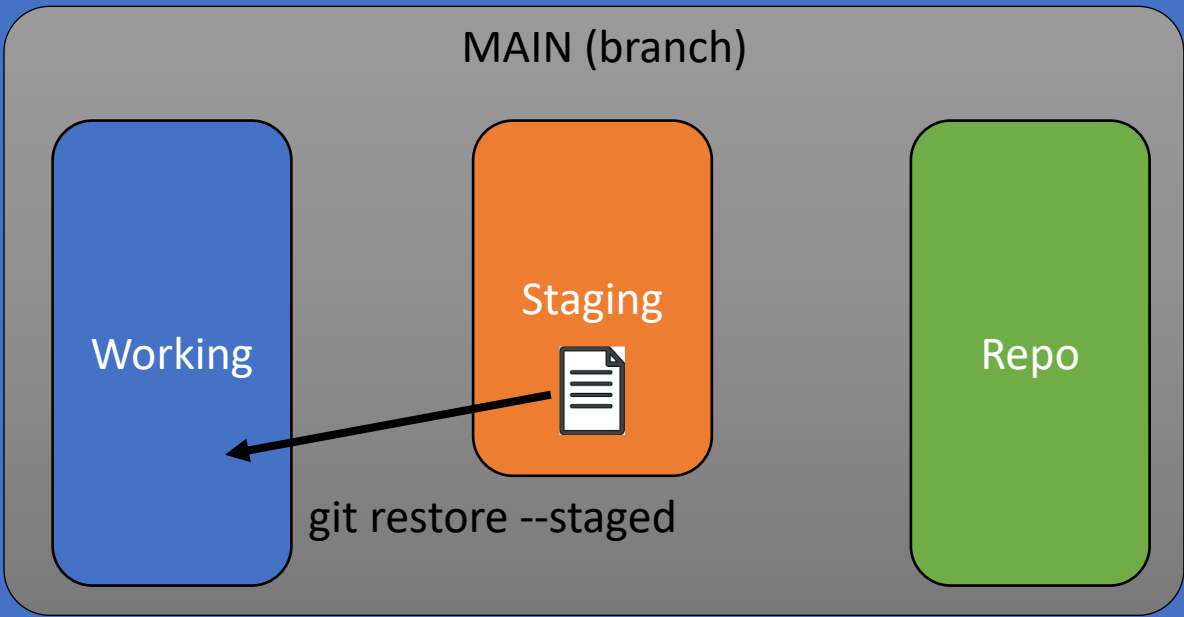 MAIN (branch)
Working
Staging
Repo
git restore --staged